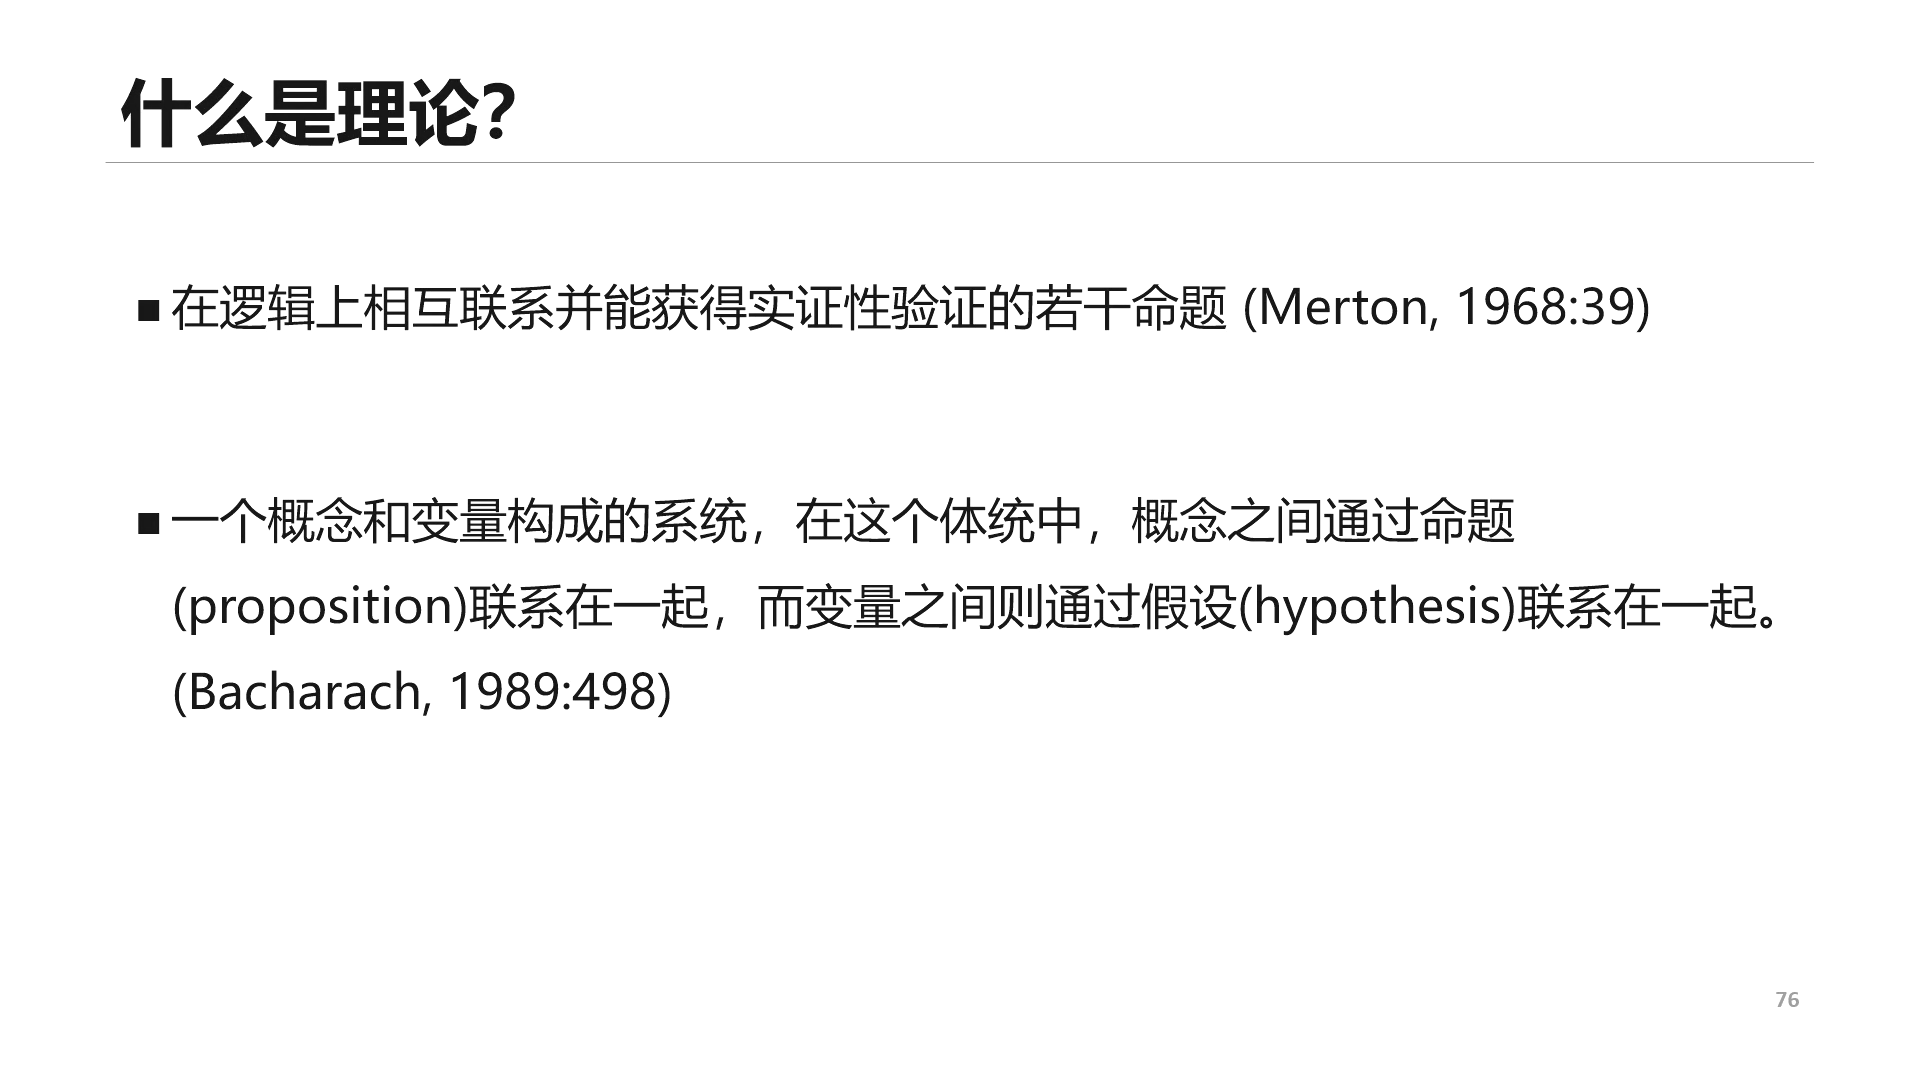 什么是理论？
■ 在逻辑上相互联系并能获得实证性验证的若干命题 (Merton, 1968:39)
■ 一个概念和变量构成的系统，在这个体统中，概念之间通过命题
(proposition)联系在一起，而变量之间则通过假设(hypothesis)联系在一起。
(Bacharach, 1989:498)
76